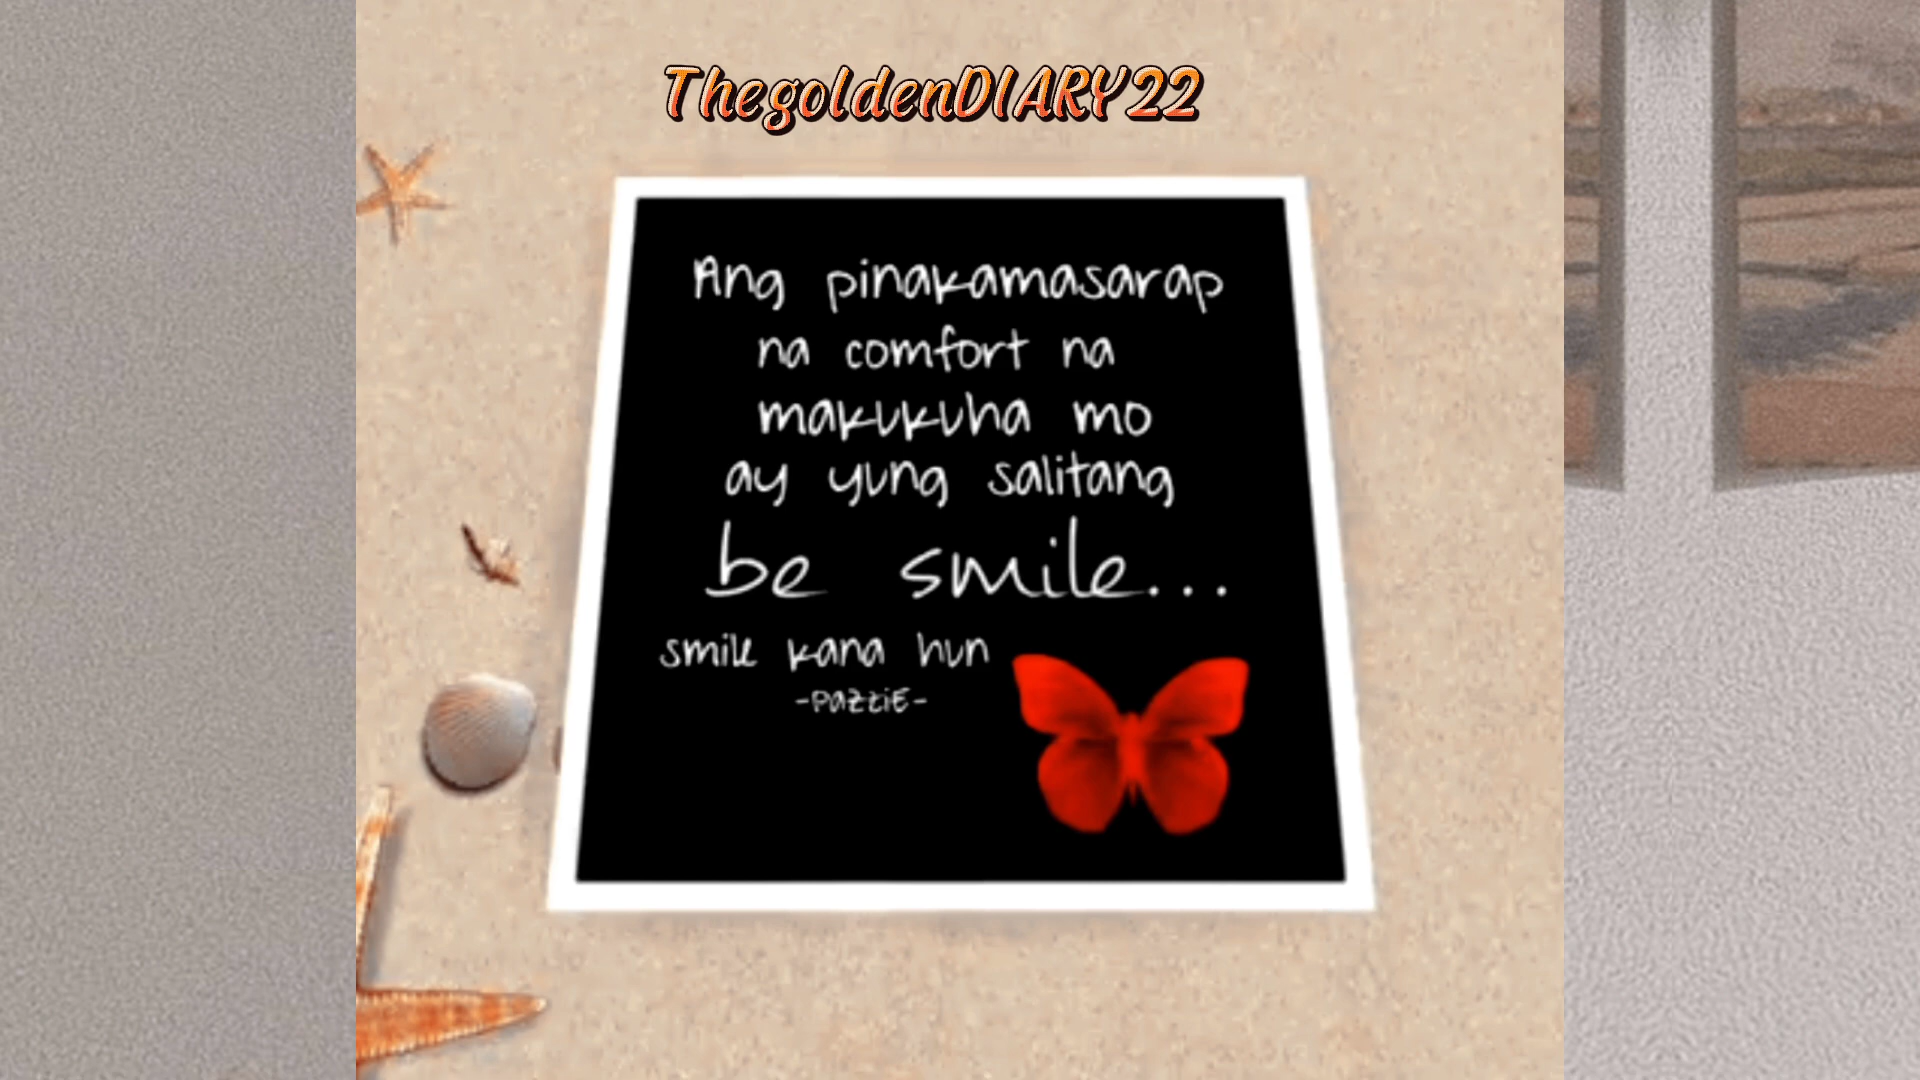 ThegoldenDIARY22
Ang pinakamasarap
na comfort na
makukuha mo
ay yung salitang
be smile...
smile kana hun
-PazziE-